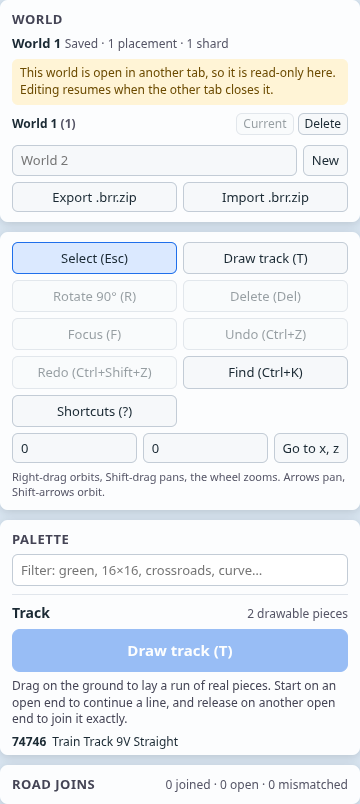 WORLD
World 1 Saved · 1 placement · 1 shard
This world is open in another tab, so it is read-only here.
Editing resumes when the other tab closes it.
World 1 (1) Current Delete
World 2 New
Export .brr.zip Import .brr.zip
Select (Esc) Draw track (T)
Rotate 90° (R) Delete (Del)
Focus (F) Undo (Ctrl+Z)
Redo (Ctrl+Shift+Z) Find (Ctrl+K)
Shortcuts (?)
0 0 Go to x, z
Right-drag orbits, Shift-drag pans, the wheel zooms. Arrows pan,
Shift-arrows orbit.
PALETTE
Filter: green, 16×16, crossroads, curve...
Track 2 drawable pieces
Draw track (T)
Drag on the ground to lay a run of real pieces. Start on an
open end to continue a line, and release on another open
end to join it exactly.
74746 Train Track 9V Straight
ROAD JOINS 0 joined · 0 open · 0 mismatched